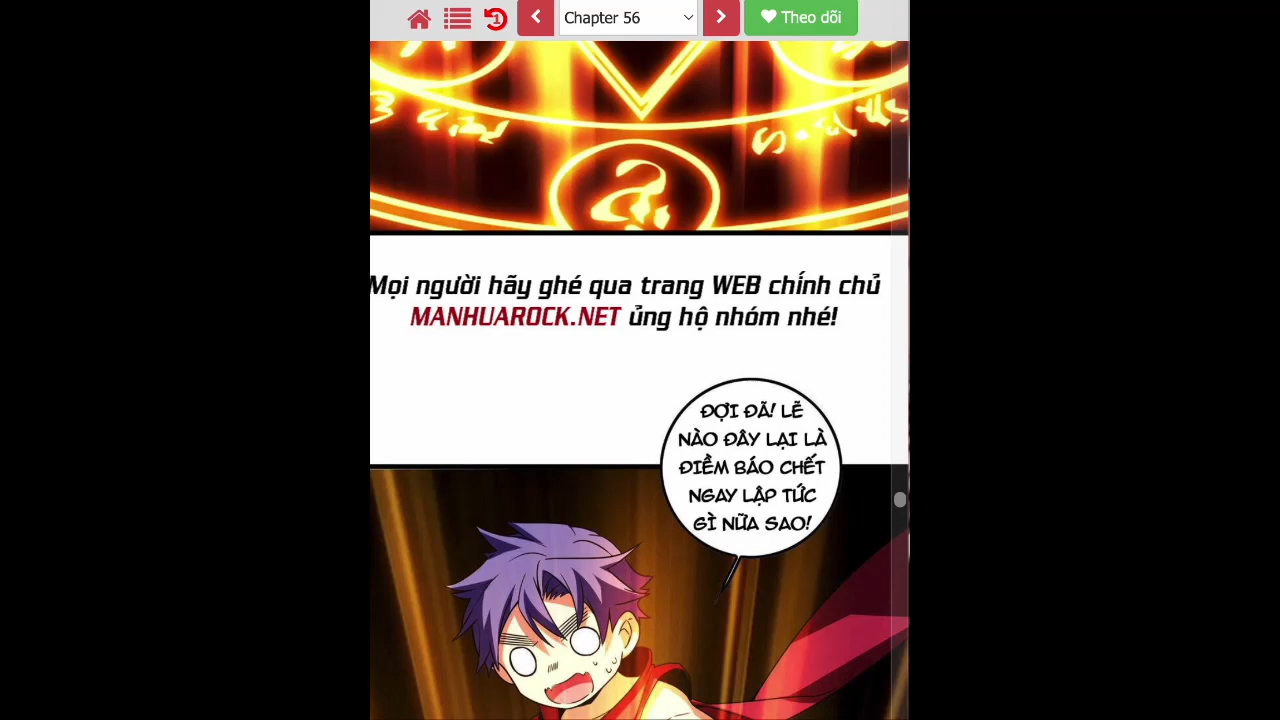 1
Chapter 56
Theo dõi
Mọi người hãy ghé qua trang WEB chính chủ
MANHUAROCK.NET ủng hộ nhóm nhé!
ĐỢI ĐÃ! LẼ
NÀO ĐÂY LẠI LÀ
ĐIỀM BÁO CHẾT
NGAY LẬP TỨC
GÌ NỮA SAO!